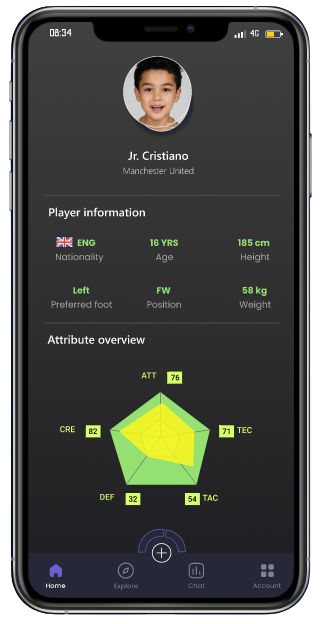 08:34 4G
Jr. Cristiano
Manchester United
Player information
ENG 16 YRS 185 cm
Nationality Age Height
Left FW 58 kg
Preferred foot Position Weight
Attribute overview
ATT 76
CRE 82 71 TEC
DEF 32 54 TAC
Home Explore Chat Account